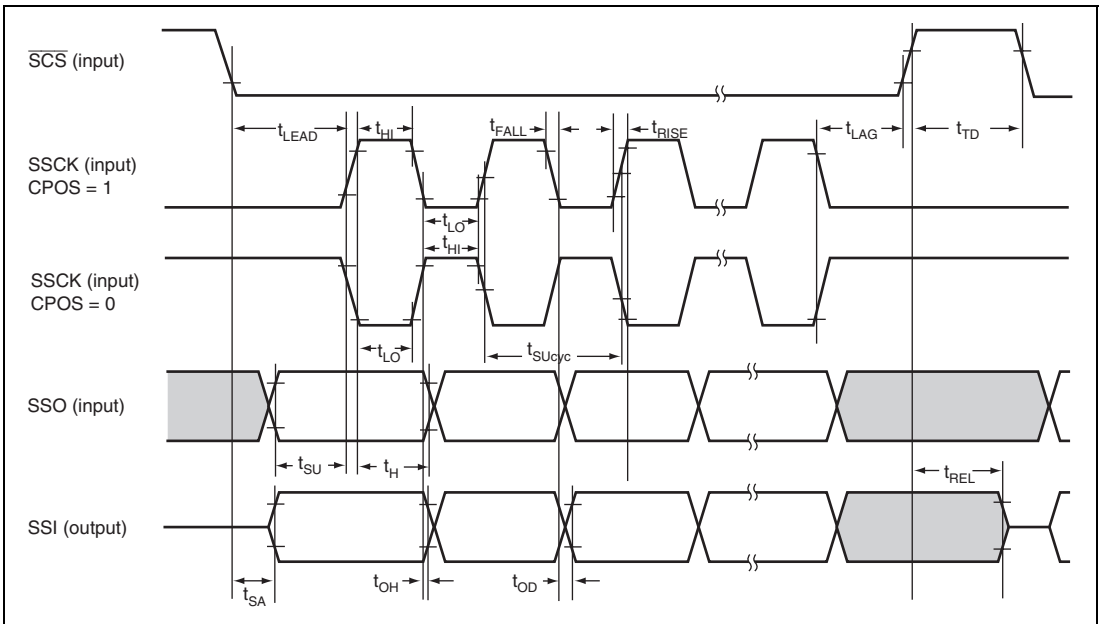 SCS (input)
tLEAD
tHI
tFALL
tRISE
tLAG
tTD
SSCK (input)
CPOS = 1
tLO
tHI
SSCK (input)
CPOS = 0
tLO
tSUcyc
SSO (input)
tSU
tH
tREL
SSI (output)
tSA
tOH
tOD